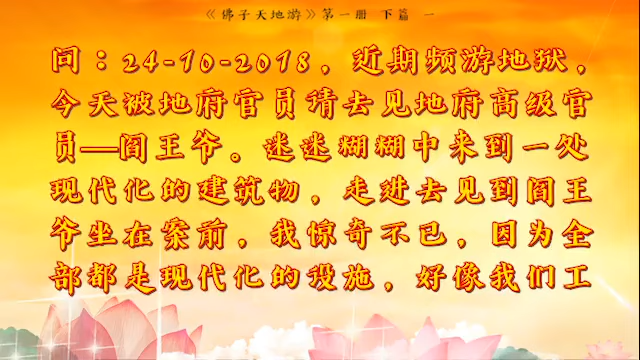 《佛子天地游》第一册 下篇 一
问：24-10-2018，近期频游地狱，
今天被地府官员请去见地府高级官
员—阎王爷。迷迷糊糊中来到一处
现代化的建筑物，走进去见到阎王
爷坐在案前，我惊奇不已，因为全
部都是现代化的设施，好像我们工